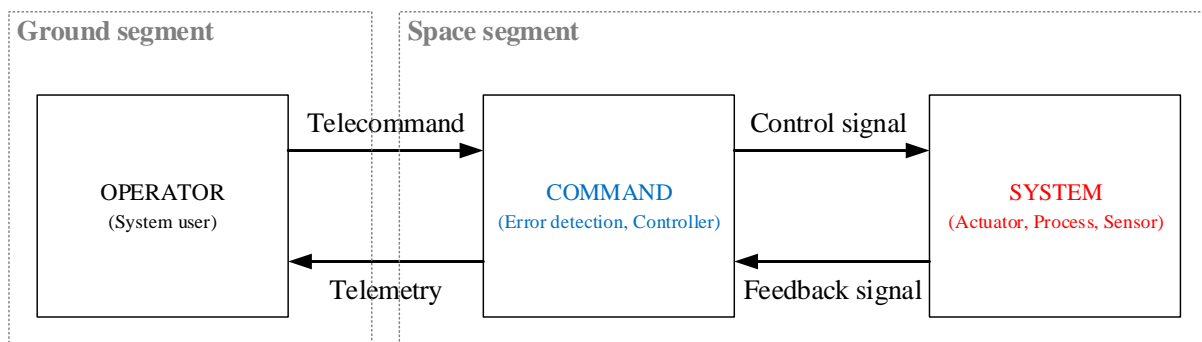 Ground segment
Space segment
Telecommand
Control signal
OPERATOR
(System user)
COMMAND
(Error detection, Controller)
SYSTEM
(Actuator, Process, Sensor)
Telemetry
Feedback signal